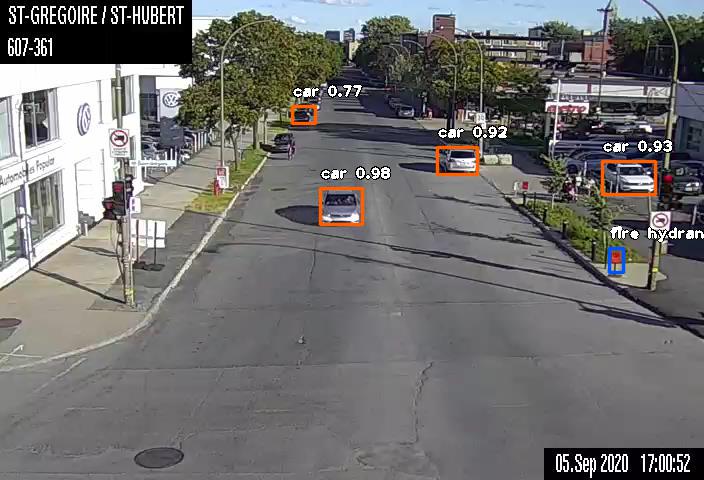 ST-GREGOIRE / ST-HUBERT
607-361
car 0.77
car 0.92
car 0.93
car 0.98
fire hydran
Automobiles Popular
05.Sep 2020 17:00:52